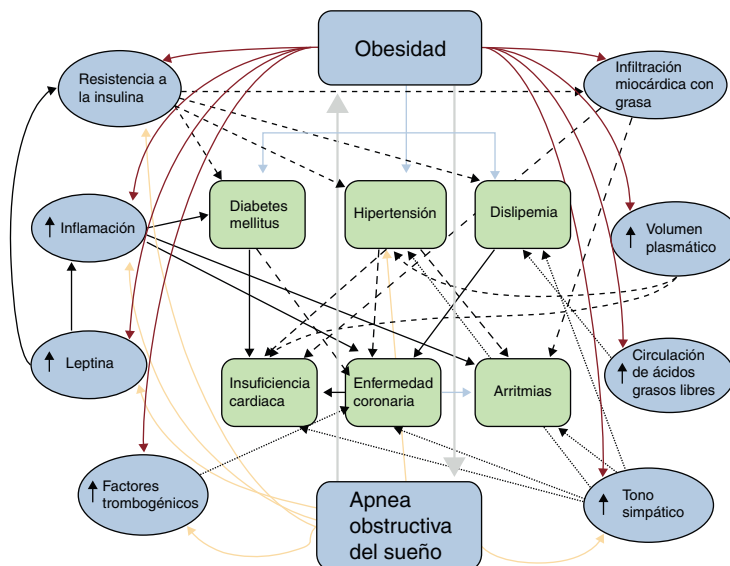 Obesidad
Resistencia a
la insulina
Infiltración
miocárdica con
grasa
Diabetes
mellitus
Hipertensión
Dislipemia
Inflamación
Volumen
plasmático
Leptina
Insuficiencia
cardiaca
Enfermedad
coronaria
Arritmias
Circulación
de ácidos
grasos libres
Factores
trombogénicos
Apnea
obstructiva
del sueño
Tono
simpático